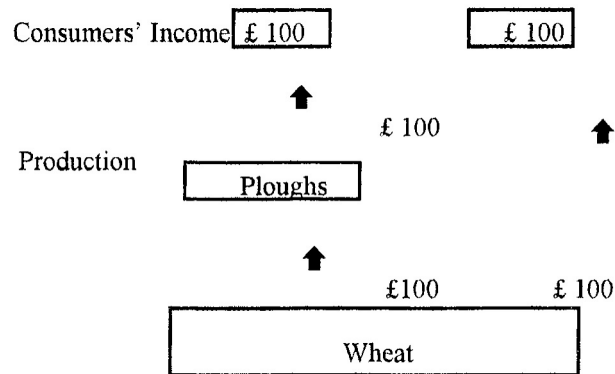 Consumers' Income £ 100 £ 100
£ 100
Production
Ploughs
£100 £ 100
Wheat